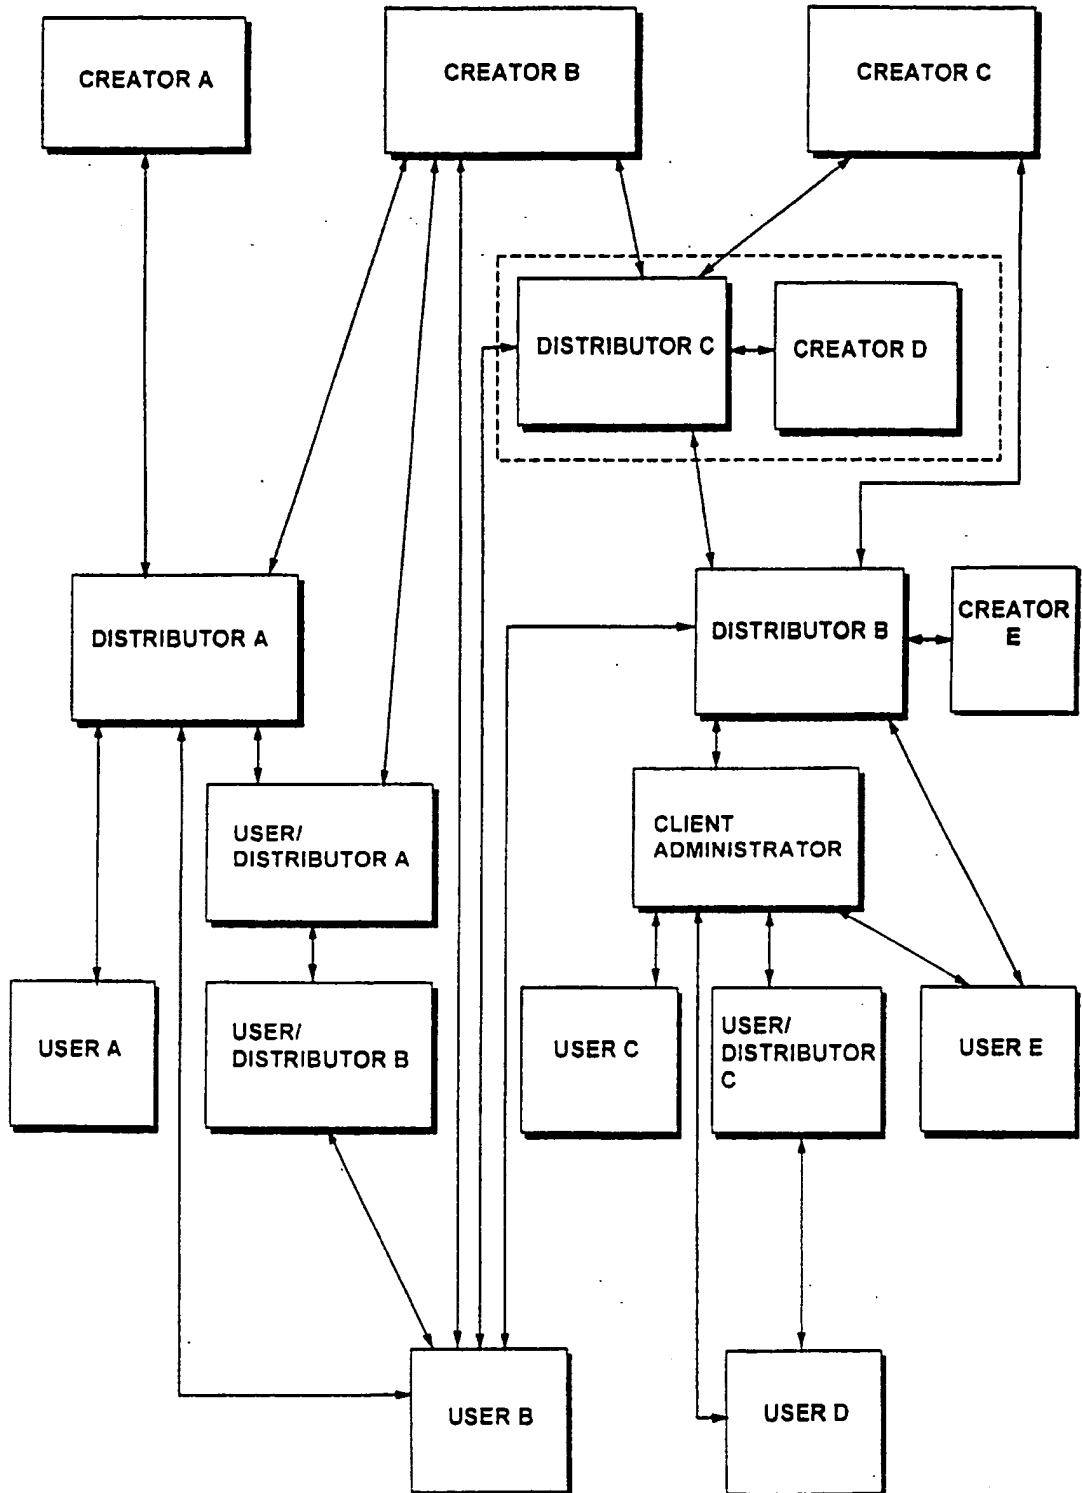 CREATOR A
CREATOR B
CREATOR C
DISTRIBUTOR C
CREATOR D
DISTRIBUTOR A
DISTRIBUTOR B
CREATOR
E
USER/
DISTRIBUTOR A
CLIENT
ADMINISTRATOR
USER A
USER/
DISTRIBUTOR B
USER C
USER/
DISTRIBUTOR
C
USER E
USER B
USER D